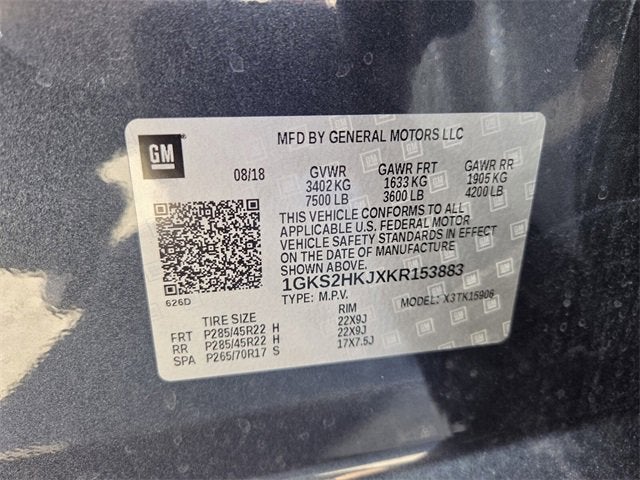 GM
MFD BY GENERAL MOTORS LLC
08/18 GVWR GAWR FRT GAWR RR
3402 KG 1633 KG 1905 KG
7500 LB 3600 LB 4200 LB
THIS VEHICLE CONFORMS TO ALL
APPLICABLE U.S. FEDERAL MOTOR
VEHICLE SAFETY STANDARDS IN EFFECT
ON THE DATE OF MANUFACTURE
SHOWN ABOVE.
1GKS2HKJXKR153883
626D
TYPE: M.P.V. MODEL: X3TK15906
TIRE SIZE RIM
FRT P285/45R22 H 22X9J
RR P285/45R22 H 22X9J
SPA P265/70R17 S 17X7.5J